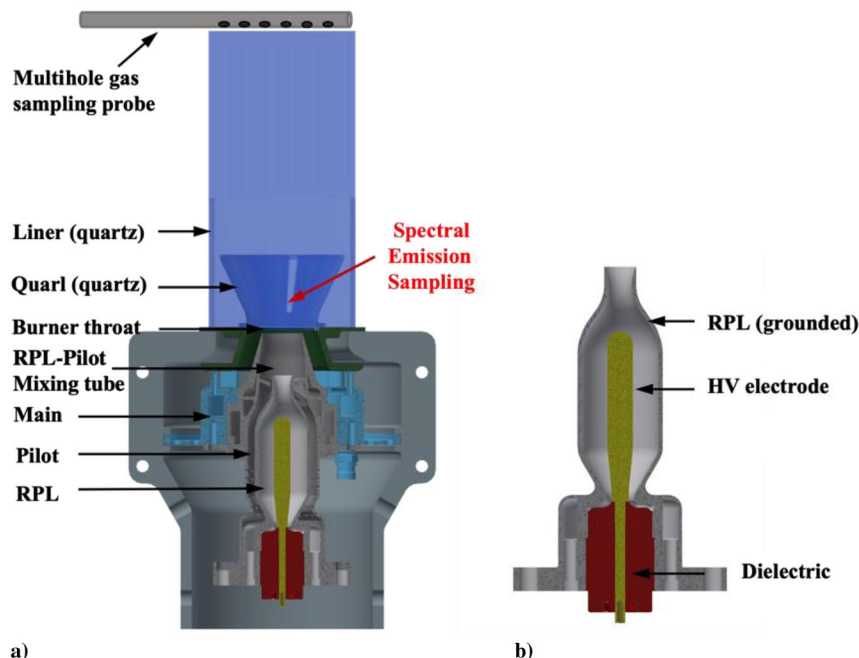 Multihole gas
sampling probe
Liner (quartz)
Spectral
Emission
Sampling
Quarl (quartz)
Burner throat
RPL-Pilot
Mixing tube
Main
Pilot
RPL
RPL (grounded)
HV electrode
Dielectric
a)
b)